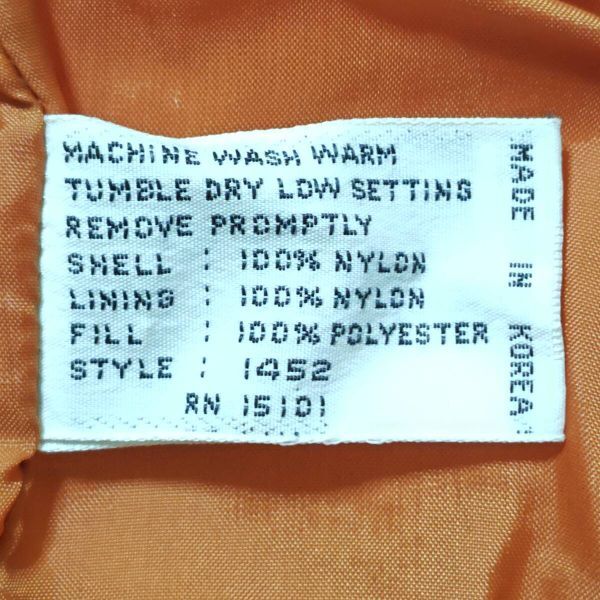 MACHINE WASH WARM
TUMBLE DRY LOW SETTING
REMOVE PROMPTLY
SHELL : 100% NYLON
LINING : 100% NYLON
FILL : 100% POLYESTER
STYLE : 1452
RN 15101
MADE IN KOREA